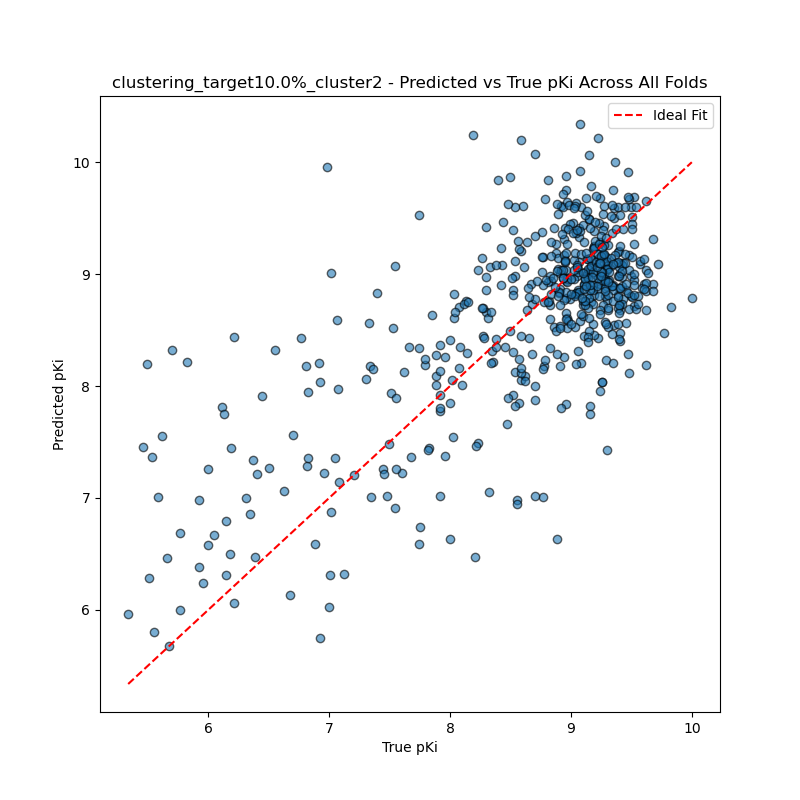 clustering_target10.0%_cluster2 - Predicted vs True pKi Across All Folds
Ideal Fit
10
9
8
7
6
Predicted pKi
6 7 8 9 10
True pKi